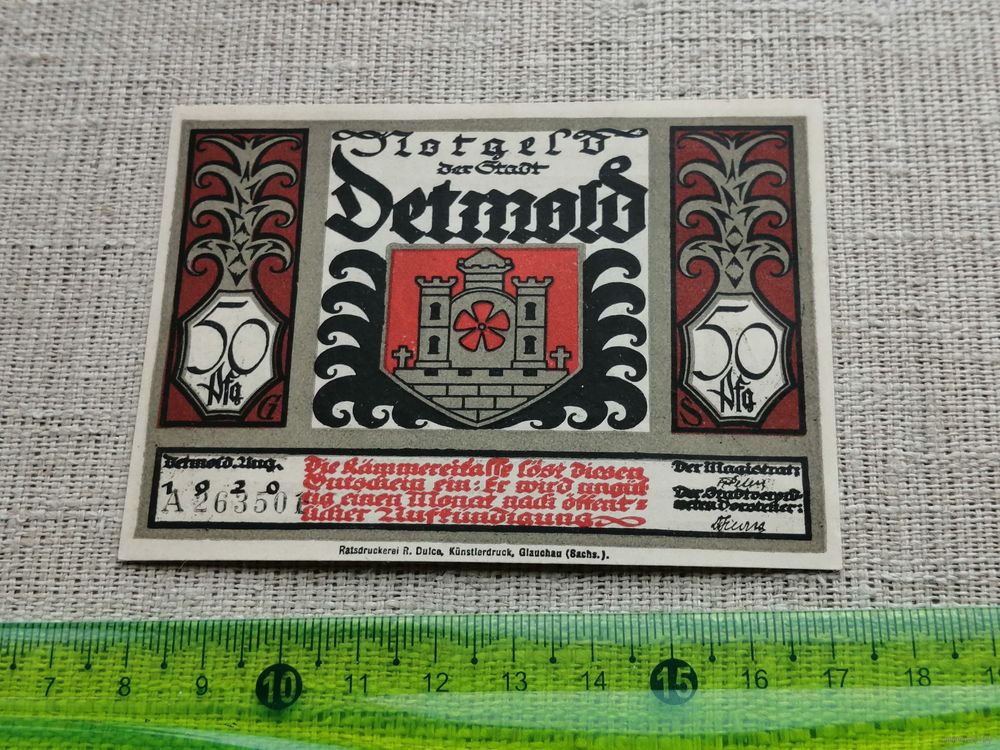 Notgeld
der Stadt
Detmold
50
Pfg
G
50
Pfg
S
Detmold. Aug.
1920
A 263501
Die Kämmereikasse löst diesen
Gutschein ein: Er wird ungül
tig einen Monat nach öffent=
licher Aufkündigung
Der Magistrat:
Der Stadtverord
neten Vorsteher:
Ratsdruckerei R. Dulce, Künstlerdruck, Glauchau (Sachs.).
7 8 9 10 11 12 13 14 15 16 17 18